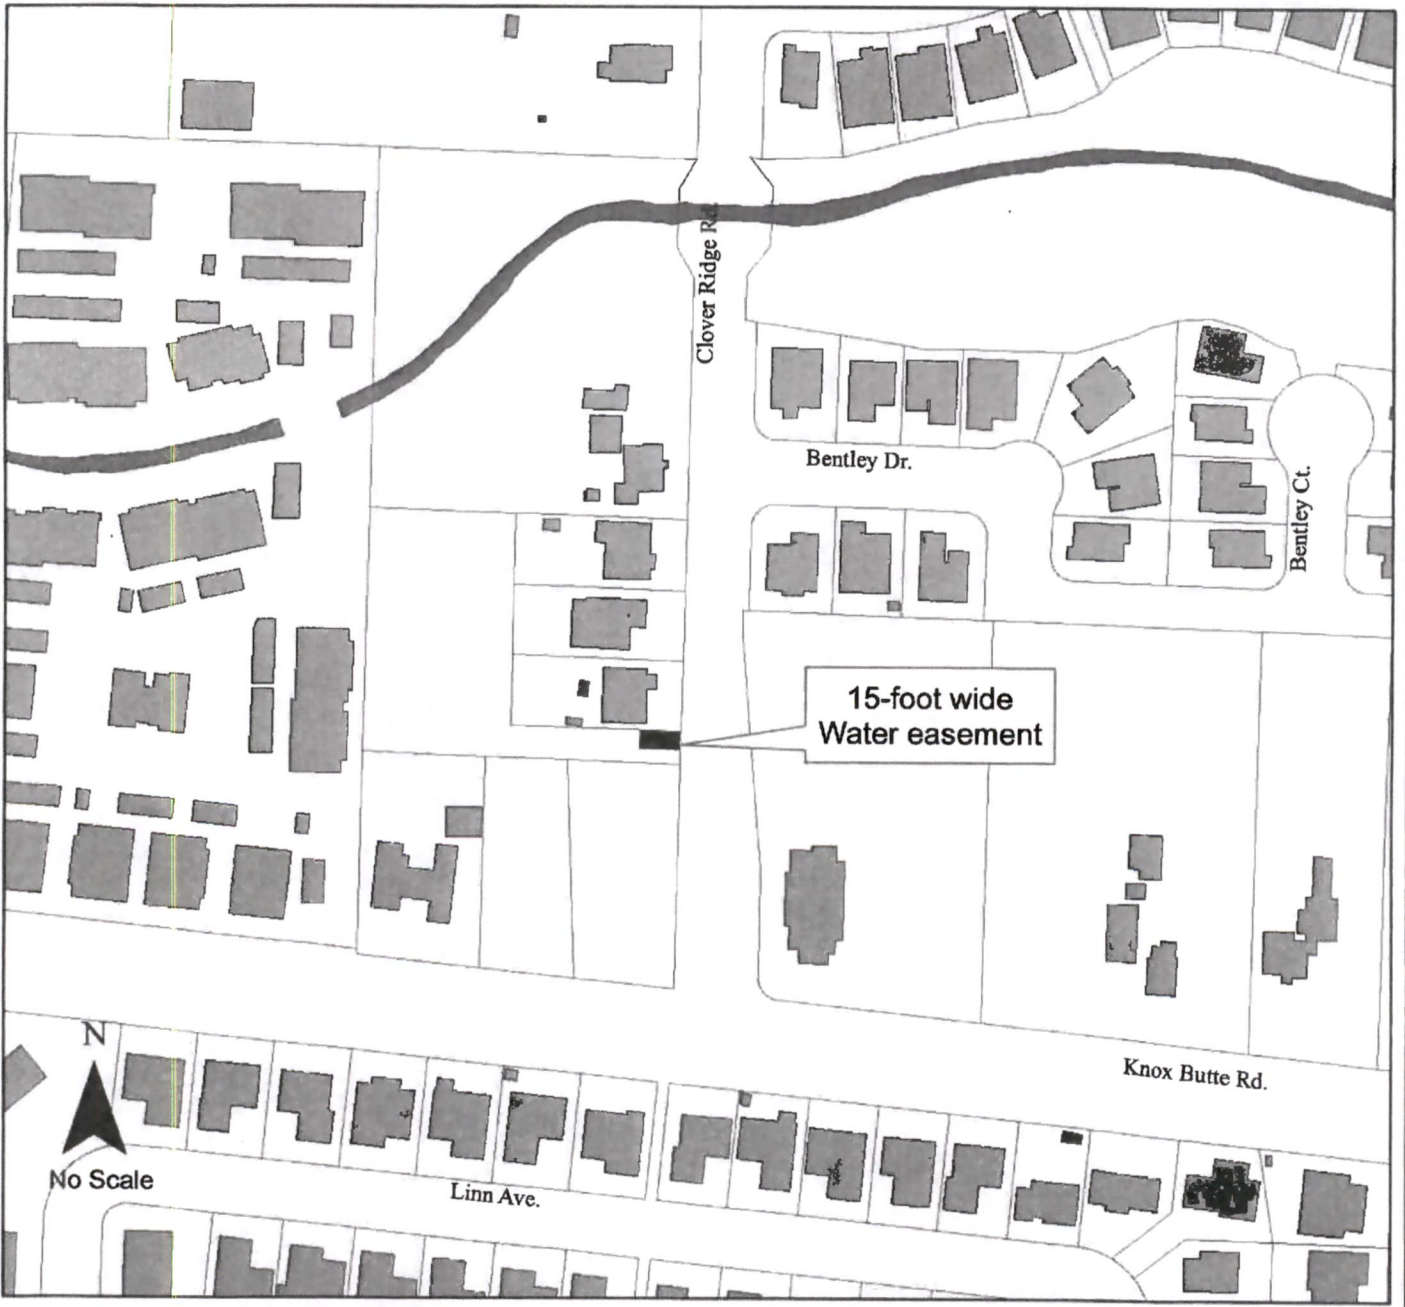 Clover Ridge Rd.
Bentley Dr.
Bentley Ct.
15-foot wide
Water easement
Knox Butte Rd.
N
No Scale
Linn Ave.